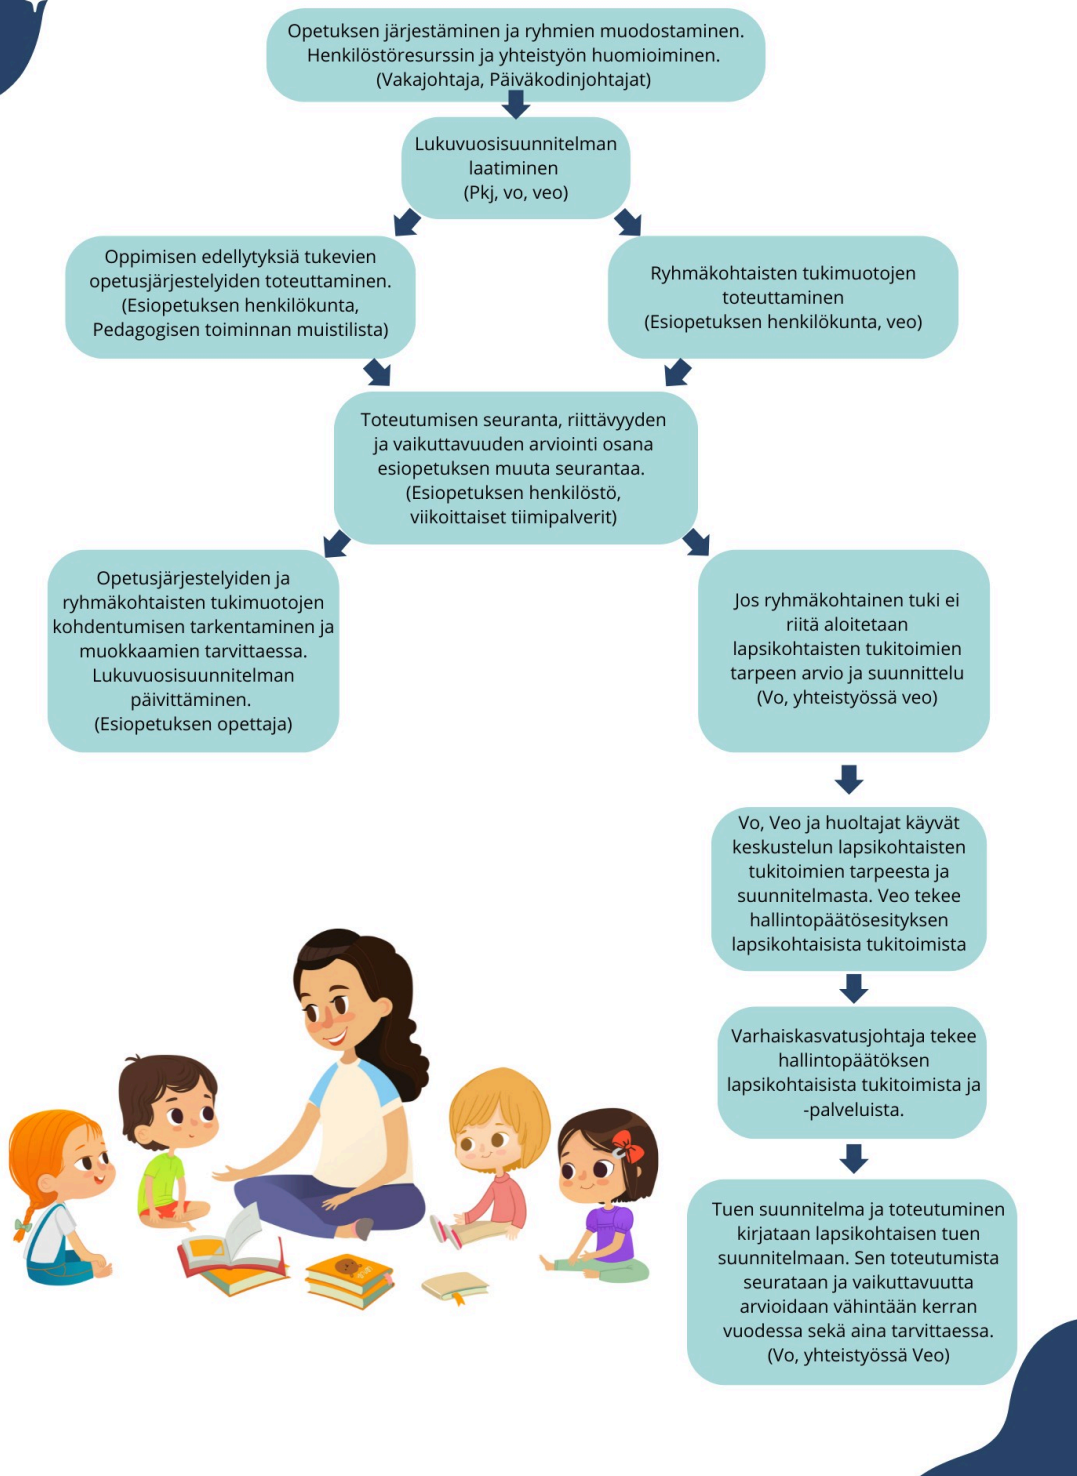 Opetuksen järjestäminen ja ryhmien muodostaminen.
Henkilöstöresurssin ja yhteistyön huomioiminen.
(Vakajohtaja, Päiväkodinjohtajat)
Lukuvuosisuunnitelman
laatiminen
(Pkj, vo, veo)
Oppimisen edellytyksiä tukevien
opetusjärjestelyiden toteuttaminen.
(Esiopetuksen henkilökunta,
Pedagogisen toiminnan muistilista)
Ryhmäkohtaisten tukimuotojen
toteuttaminen
(Esiopetuksen henkilökunta, veo)
Toteutumisen seuranta, riittävyyden
ja vaikuttavuuden arviointi osana
esiopetuksen muuta seurantaa.
(Esiopetuksen henkilöstö,
viikoittaiset tiimipalverit)
Opetusjärjestelyiden ja
ryhmäkohtaisten tukimuotojen
kohdentumisen tarkentaminen ja
muokkaamien tarvittaessa.
Lukuvuosisuunnitelman
päivittäminen.
(Esiopetuksen opettaja)
Jos ryhmäkohtainen tuki ei
riitä aloitetaan
lapsikohtaisten tukitoimien
tarpeen arvio ja suunnittelu
(Vo, yhteistyössä veo)
Vo, Veo ja huoltajat käyvät
keskustelun lapsikohtaisten
tukitoimien tarpeesta ja
suunnitelmasta. Veo tekee
hallintopäätösesityksen
lapsikohtaisista tukitoimista
Varhaiskasvatusjohtaja tekee
hallintopäätöksen
lapsikohtaisista tukitoimista ja
-palveluista.
Tuen suunnitelma ja toteutuminen
kirjataan lapsikohtaisen tuen
suunnitelmaan. Sen toteutumista
seurataan ja vaikuttavuutta
arvioidaan vähintään kerran
vuodessa sekä aina tarvittaessa.
(Vo, yhteistyössä Veo)